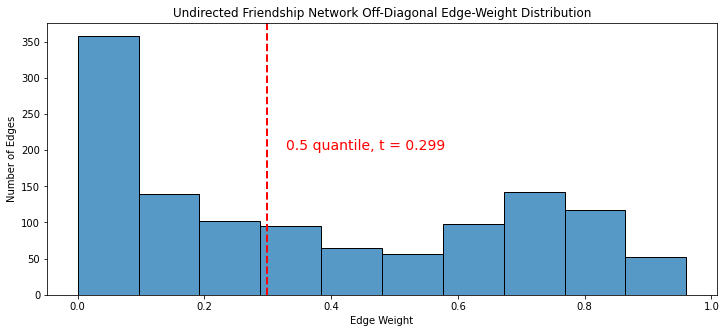 Undirected Friendship Network Off-Diagonal Edge-Weight Distribution
350
300
250
200
150
100
50
0
Number of Edges
0.5 quantile, t = 0.299
0.0 0.2 0.4 0.6 0.8 1.0
Edge Weight